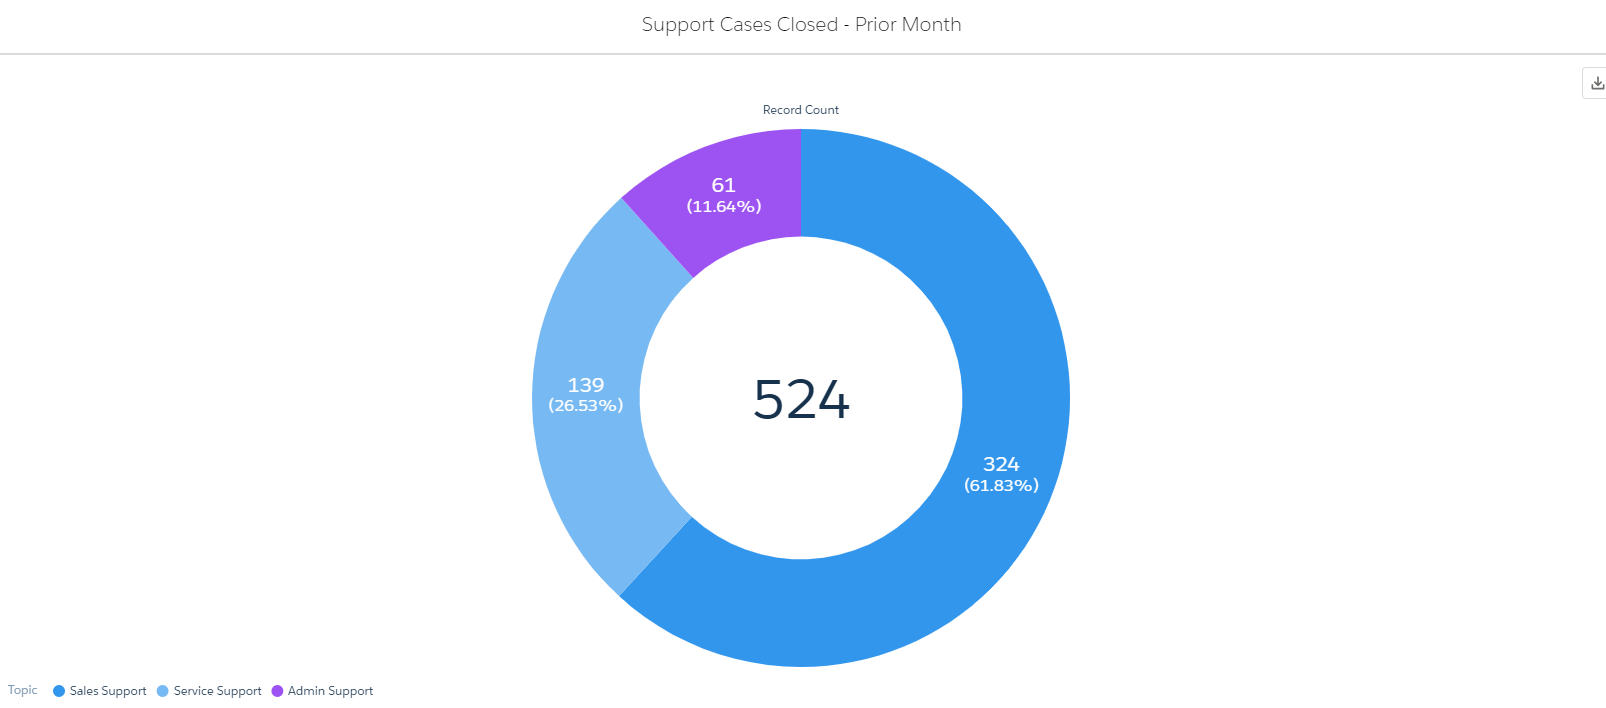 Support Cases Closed - Prior Month
Record Count
61
(11.64%)
139
(26.53%)
524
324
(61.83%)
Topic Sales Support Service Support Admin Support